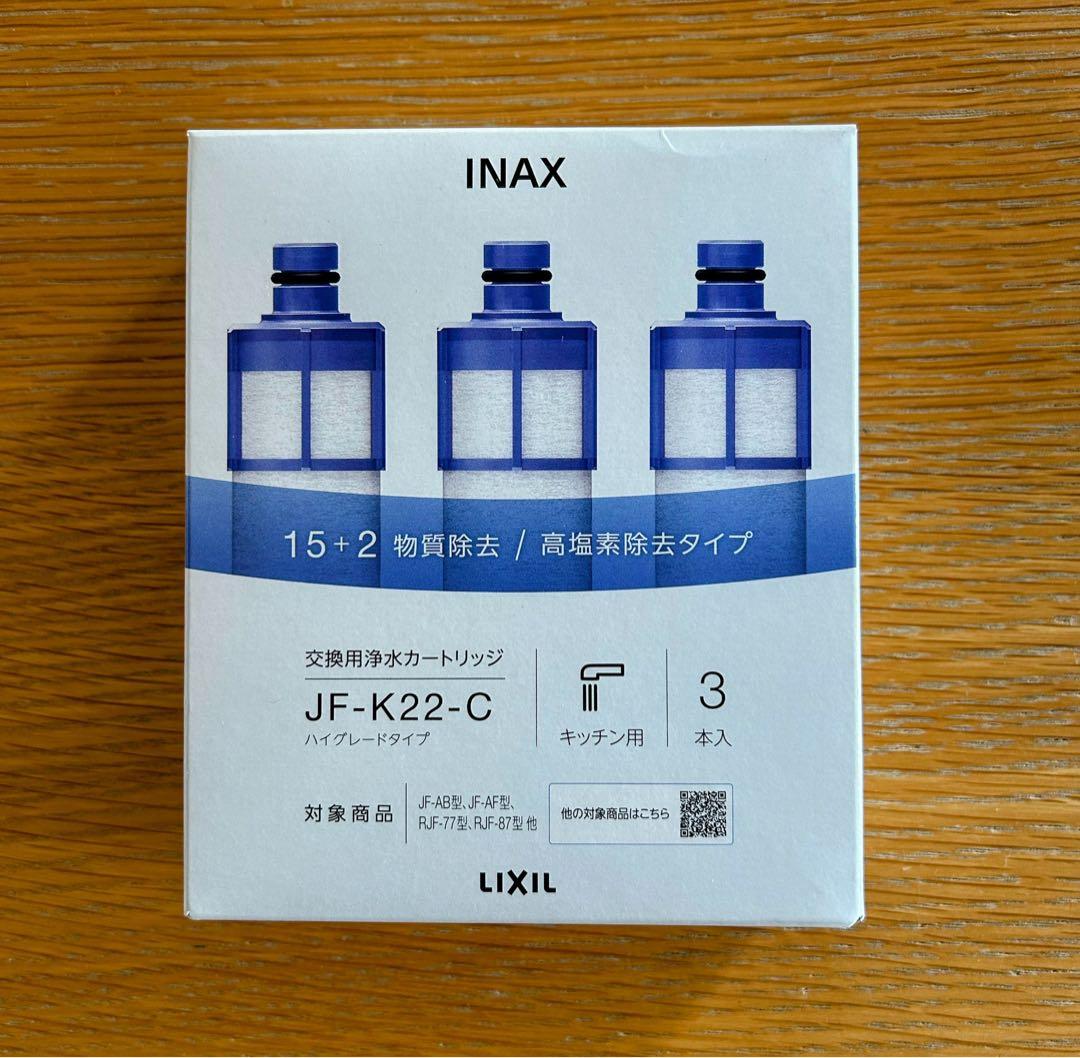 INAX
15+2 物質除去 / 高塩素除去タイプ
交換用浄水カートリッジ
JF-K22-C
ハイグレードタイプ
キッチン用
3
本入
対象商品
JF-AB型、JF-AF型、
RJF-77型、RJF-87型 他
他の対象商品はこちら
LIXIL